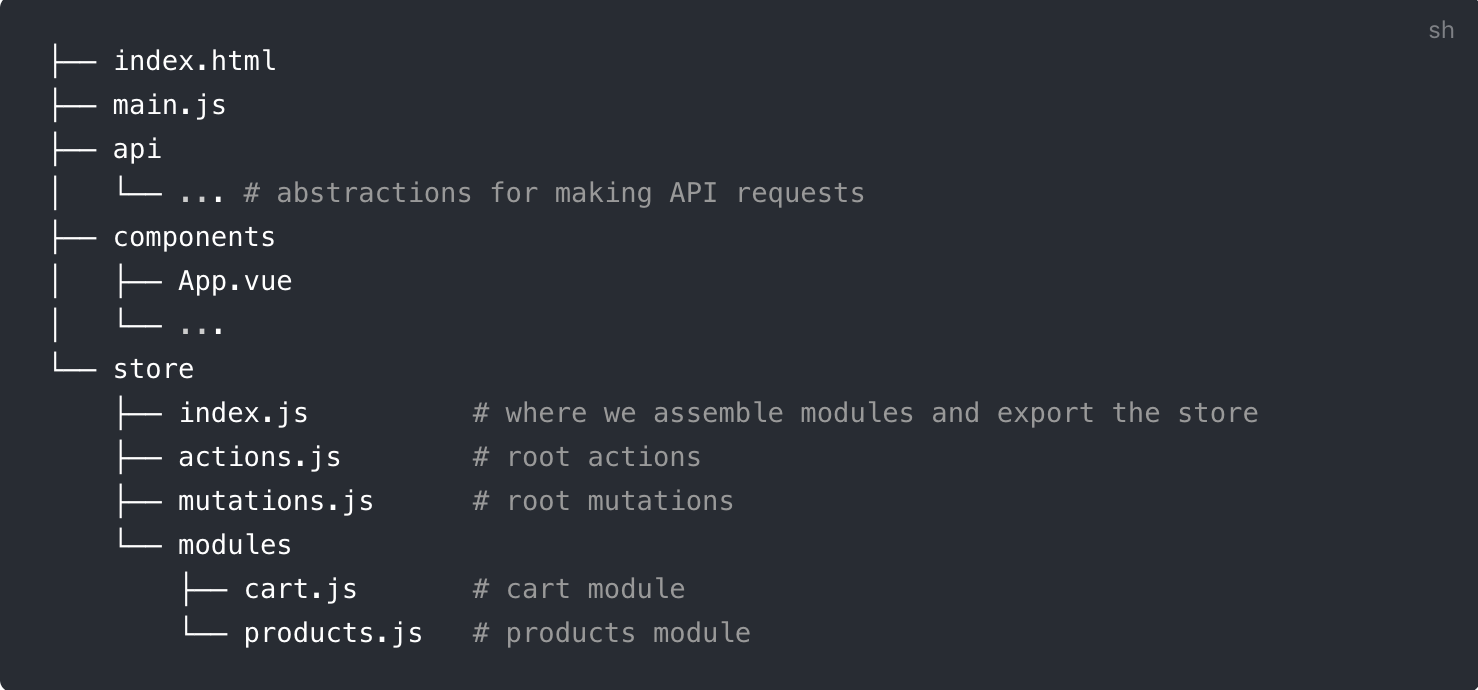 sh
├── index.html
├── main.js
├── api
│   └── ... # abstractions for making API requests
├── components
│   ├── App.vue
│   └── ...
└── store
    ├── index.js          # where we assemble modules and export the store
    ├── actions.js        # root actions
    ├── mutations.js      # root mutations
    └── modules
        ├── cart.js       # cart module
        └── products.js   # products module